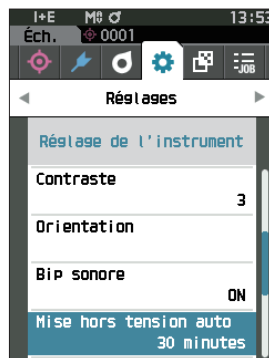 I+E M σ 13:53
Éch. 0001
-JOB
Réglages
Réglage de l'instrument
Contraste
3
Orientation
Bip sonore
ON
Mise hors tension auto
30 minutes